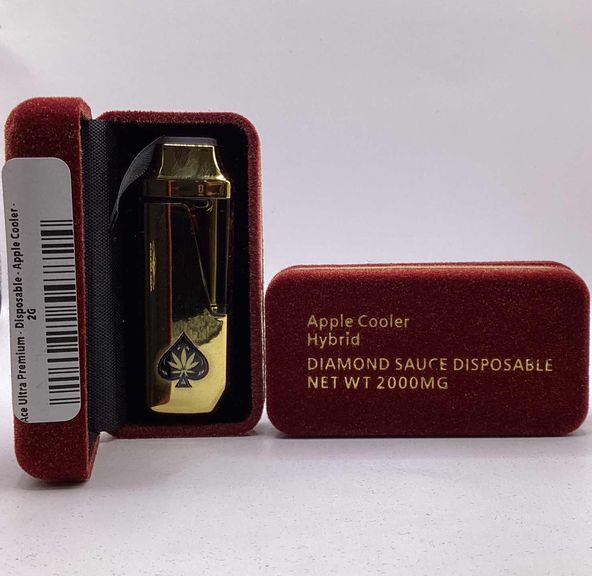 Ace Ultra Premium - Disposable - Apple Cooler -
2G
Apple Cooler
Hybrid
DIAMOND SAUCE DISPOSABLE
NET WT 2000MG